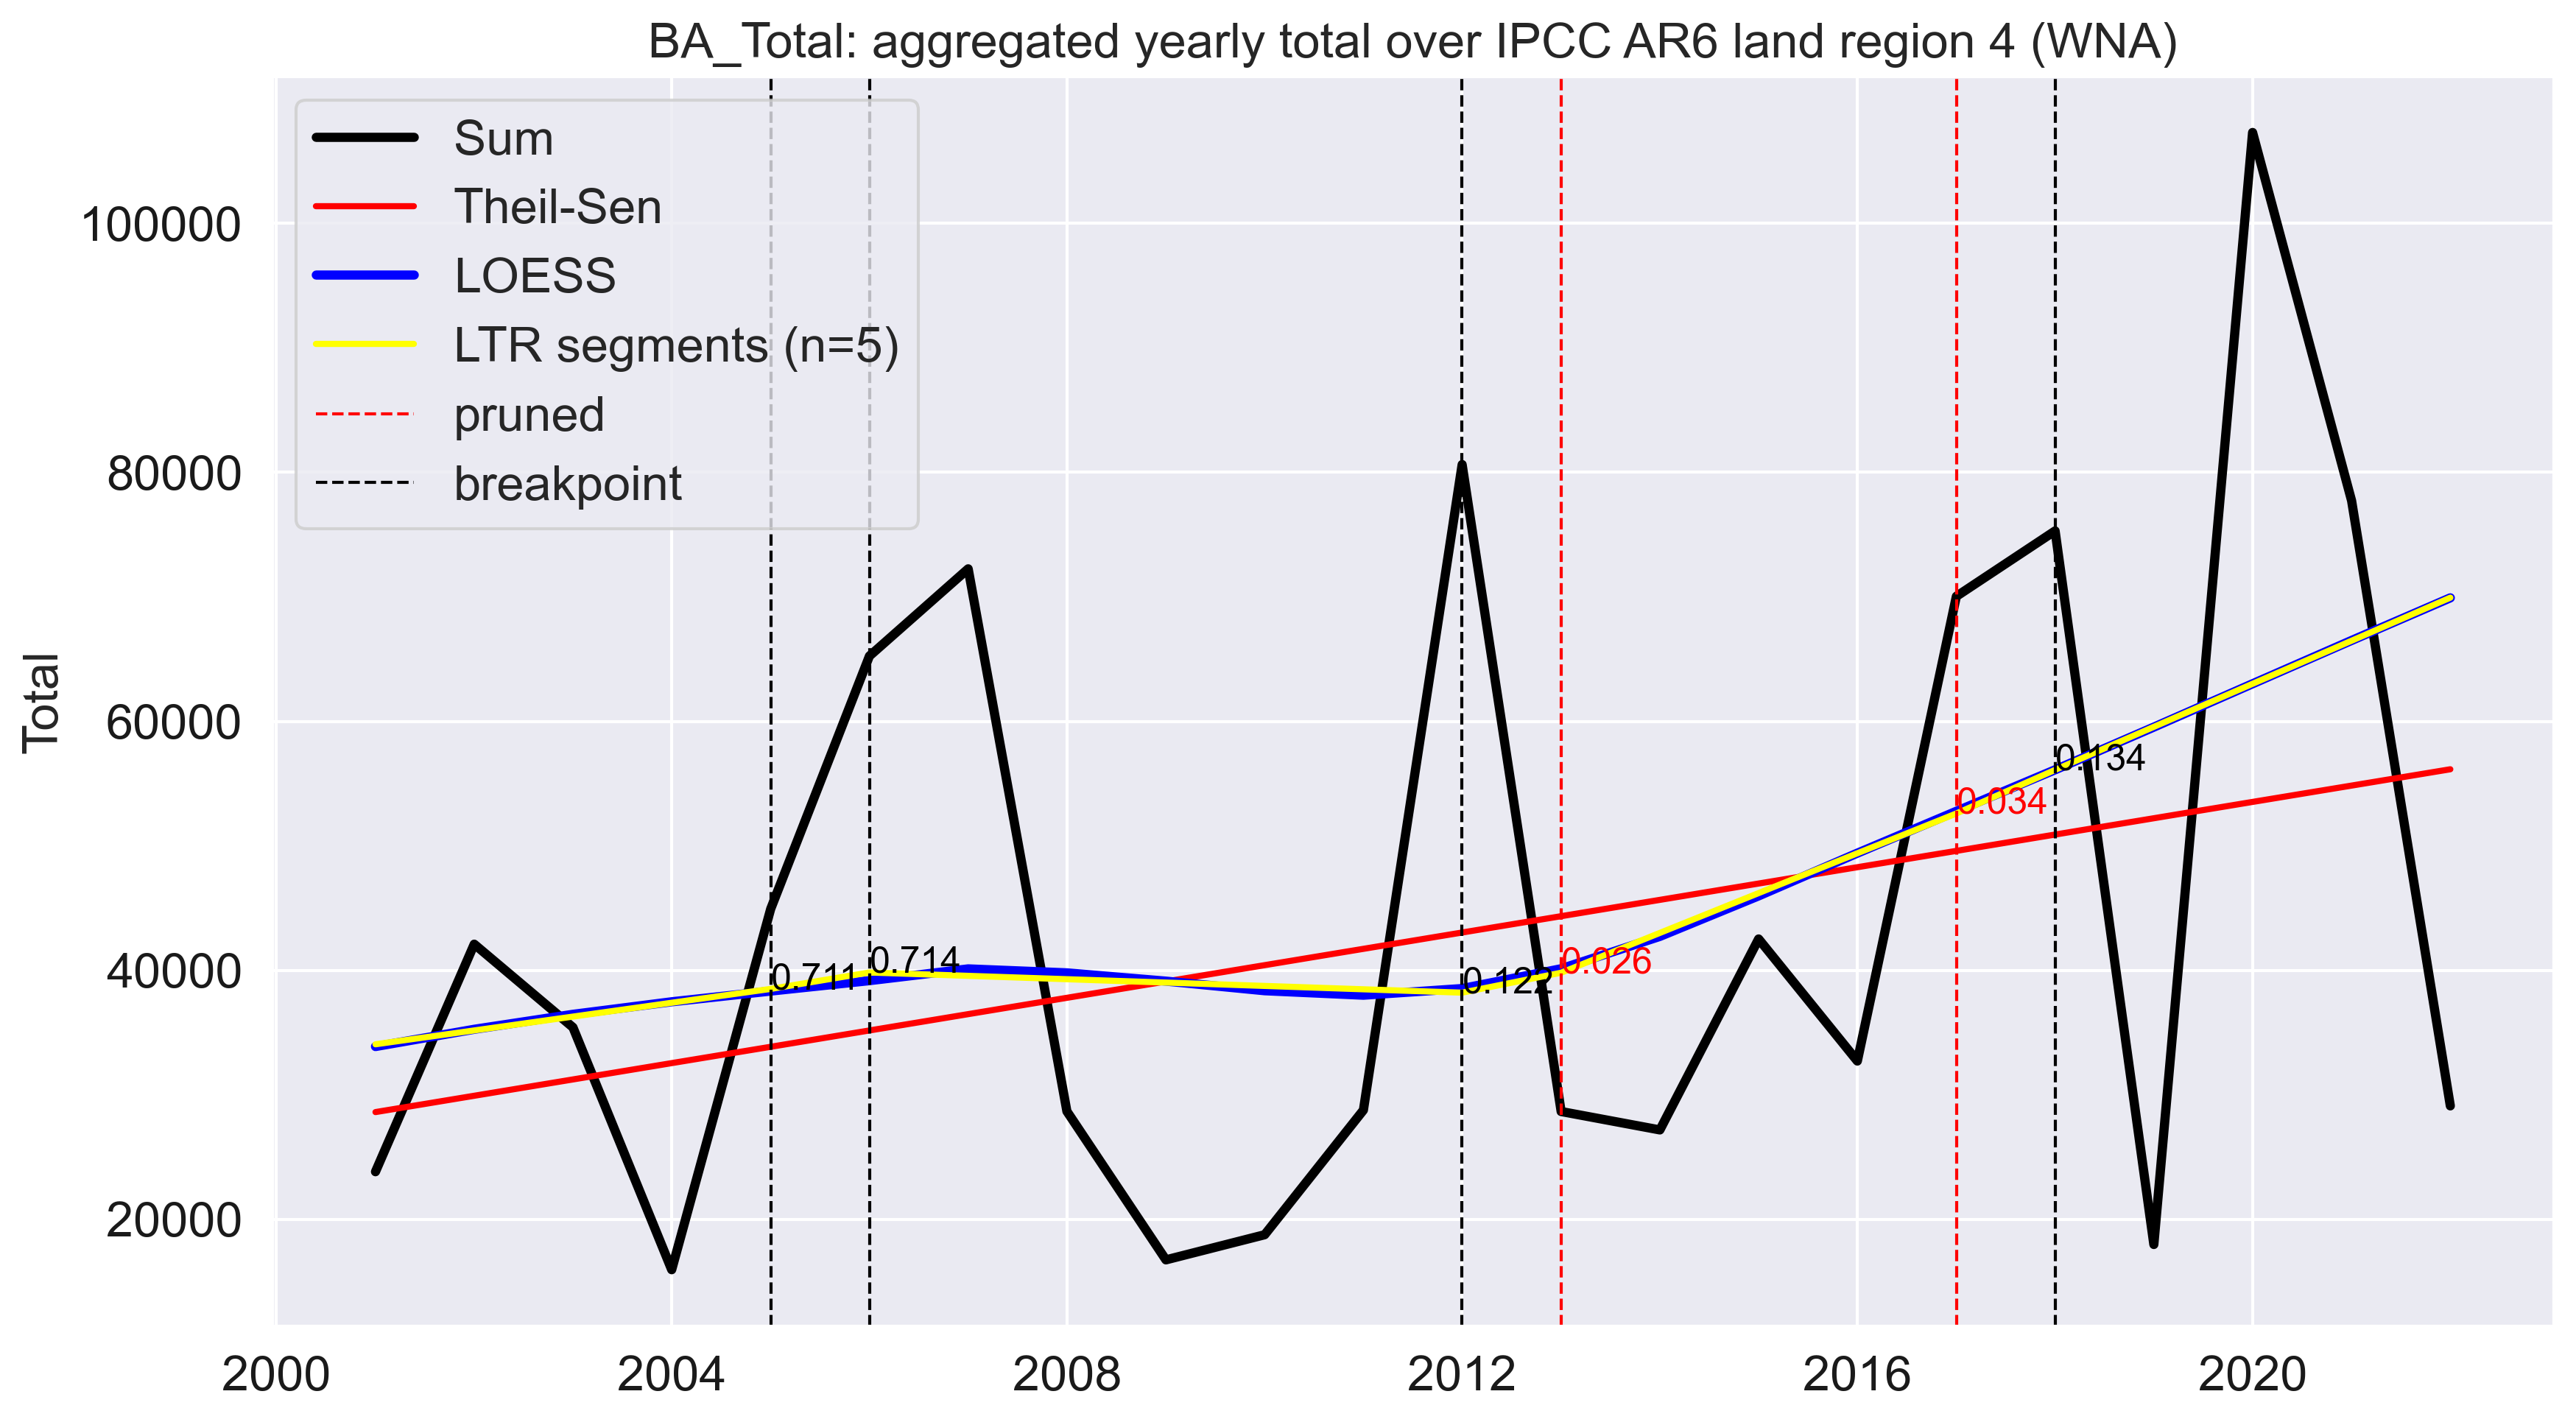 BA_Total: aggregated yearly total over IPCC AR6 land region 4 (WNA)
Sum
Theil-Sen
LOESS
LTR segments (n=5)
pruned
breakpoint
Total
100000
80000
60000
40000
20000
0.711
0.714
0.122
0.026
0.034
0.134
2000
2004
2008
2012
2016
2020